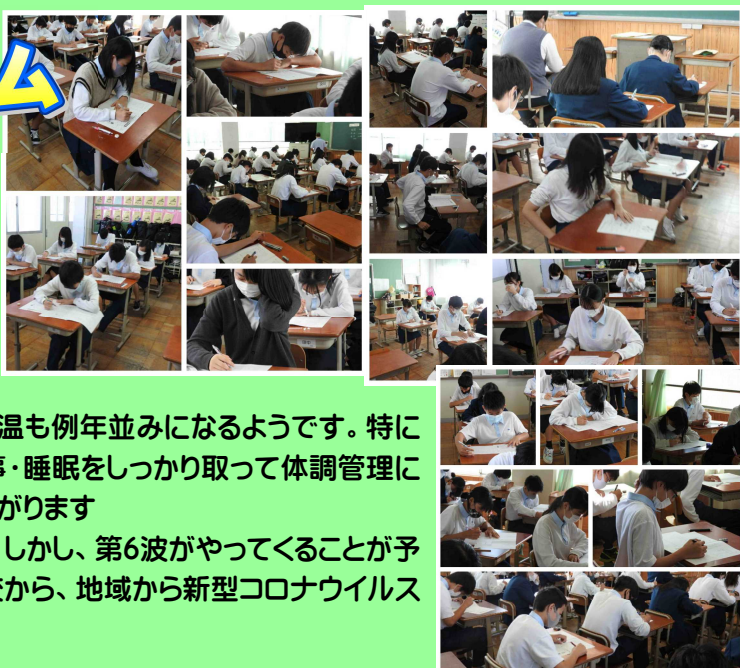 ム
温も例年並みになるようです。特に
事・睡眠をしっかり取って体調管理に
がります
しかし、第6波がやってくることが予
から、地域から新型コロナウイルス